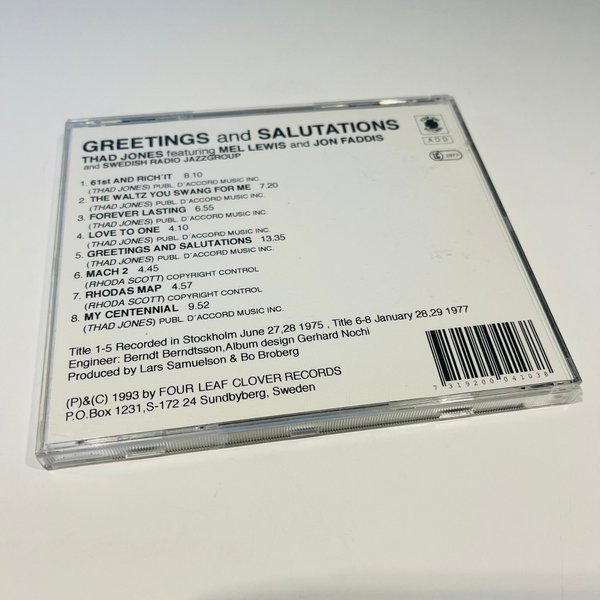 GREETINGS and SALUTATIONS
THAD JONES featuring MEL LEWIS and JON FADDIS
and SWEDISH RADIO JAZZGROUP
1. 61st AND RICH´IT 8.10
(THAD JONES) PUBL. D´ACCORD MUSIC INC.
2. THE WALTZ YOU SWANG FOR ME 7.20
(THAD JONES) PUBL. D´ACCORD MUSIC INC.
3. FOREVER LASTING 6.55
(THAD JONES) PUBL. D´ACCORD MUSIC INC.
4. LOVE TO ONE 4.10
(THAD JONES) PUBL. D´ACCORD MUSIC INC.
5. GREETINGS AND SALUTATIONS 13.35
(THAD JONES) PUBL. D´ACCORD MUSIC INC.
6. MACH 2 4.45
(RHODA SCOTT) COPYRIGHT CONTROL
7. RHODAS MAP 4.57
(RHODA SCOTT) COPYRIGHT CONTROL
8. MY CENTENNIAL 9.52
(THAD JONES) PUBL. D´ACCORD MUSIC INC.
Title 1-5 Recorded in Stockholm June 27,28 1975 , Title 6-8 January 28,29 1977
Engineer: Berndt Berndtsson,Album design Gerhard Nochi
Produced by Lars Samuelson & Bo Broberg
(P)&(C) 1993 by FOUR LEAF CLOVER RECORDS
P.O.Box 1231,S-172 24 Sundbyberg, Sweden
ADD
7 319200 041038